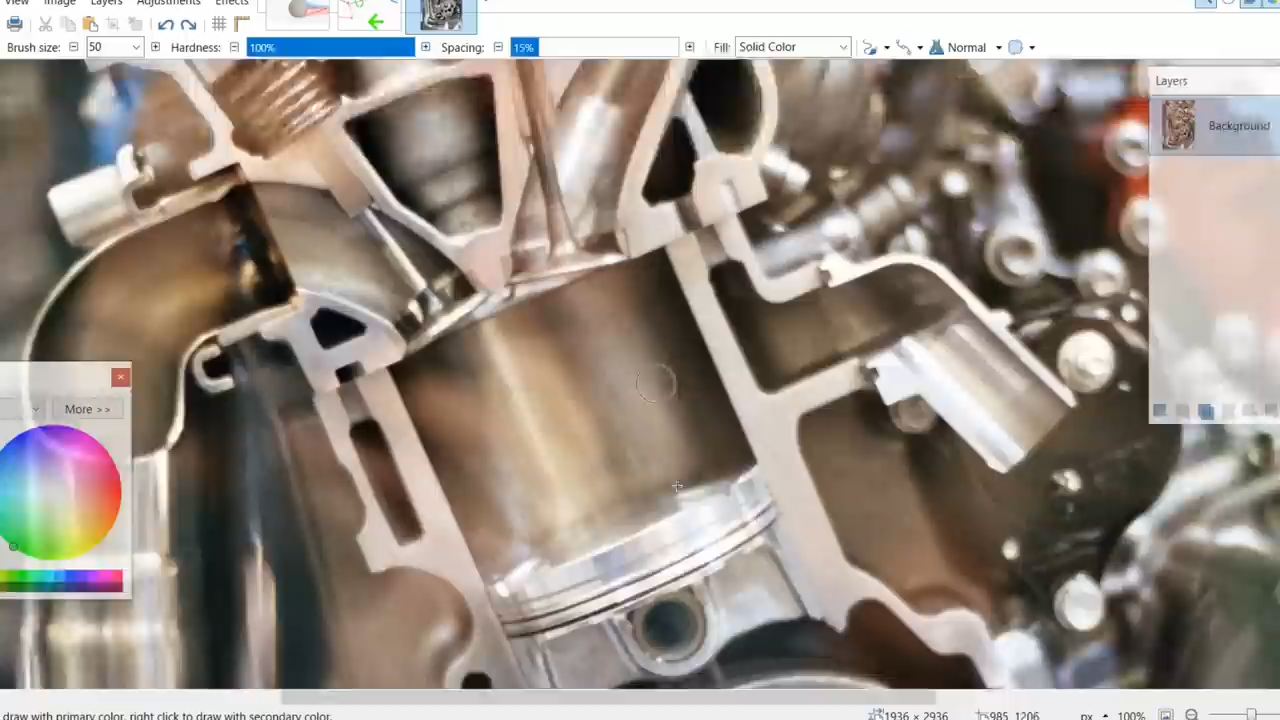 View Image Layers Adjustments Effects
Brush size: 50 Hardness: 100% Spacing: 15% Fill: Solid Color Normal
Layers
Background
More >>
draw with primary color, right click to draw with secondary color. 1936 × 2936 985, 1206 px 100%